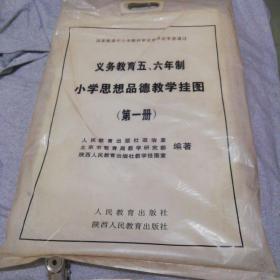 义务教育五、六年制
小学思想品德教学挂图
(第一册)
人民教育出版社政治室
北京市教育局教学研究部 编著
陕西人民教育出版社教学挂图室
人民教育出版社
陕西人民教育出版社